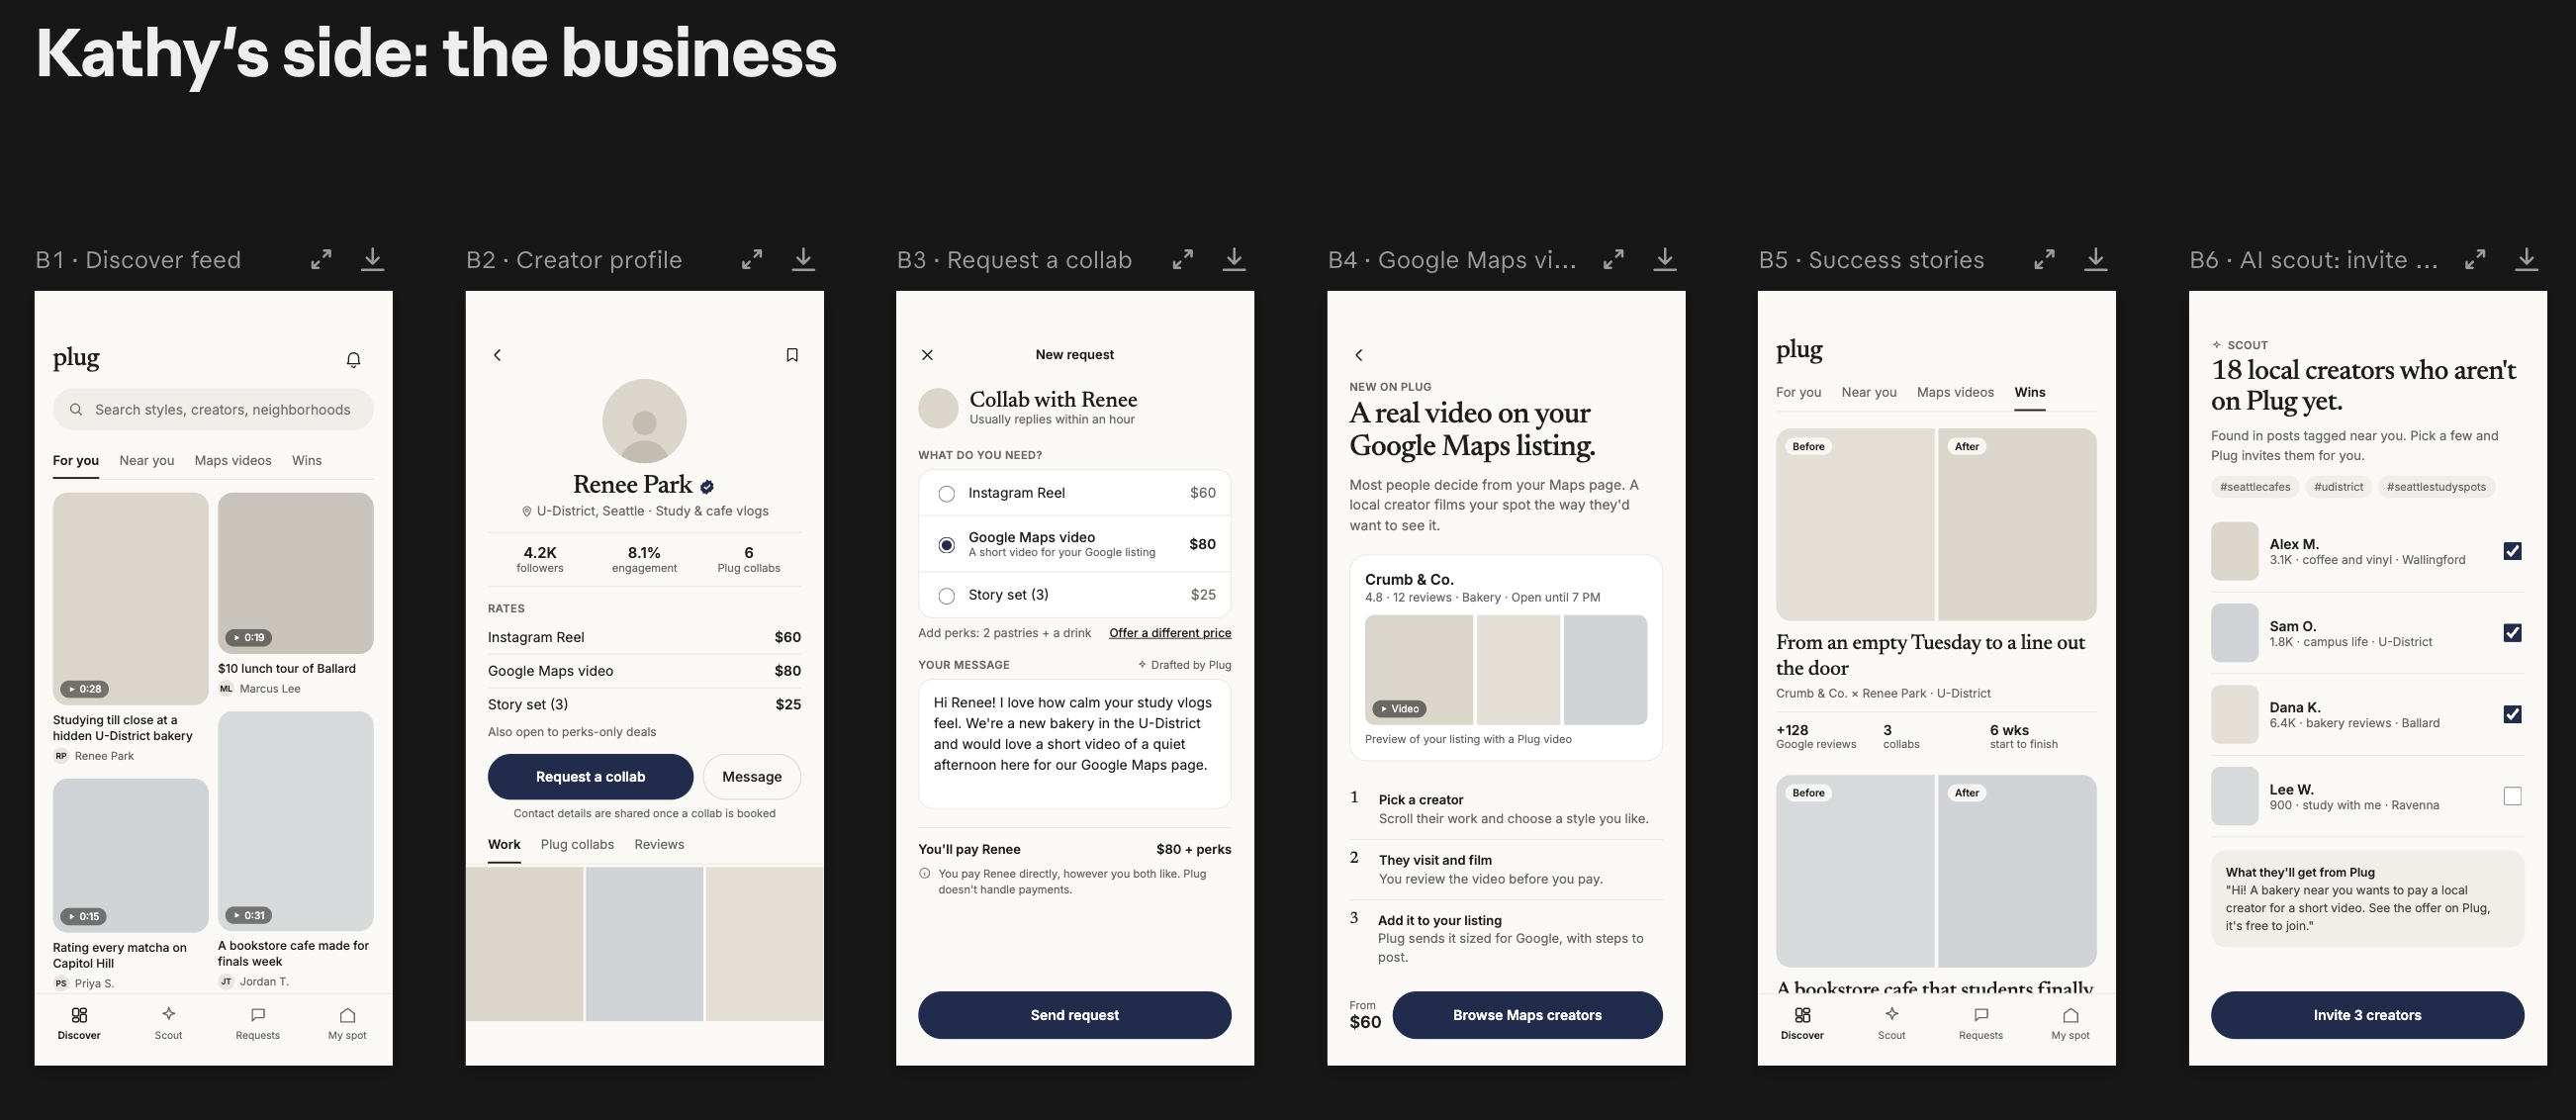 Kathy's side: the business
B1 · Discover feed
plug
Search styles, creators, neighborhoods
For you Near you Maps videos Wins
0:28
Studying till close at a
hidden U-District bakery
RP Renee Park
0:19
$10 lunch tour of Ballard
ML Marcus Lee
0:15
Rating every matcha on
Capitol Hill
PS Priya S.
0:31
A bookstore cafe made for
finals week
JT Jordan T.
Discover Scout Requests My spot
B2 · Creator profile
Renee Park
U-District, Seattle · Study & cafe vlogs
4.2K 8.1% 6
followers engagement Plug collabs
RATES
Instagram Reel $60
Google Maps video $80
Story set (3) $25
Also open to perks-only deals
Request a collab Message
Contact details are shared once a collab is booked
Work Plug collabs Reviews
B3 · Request a collab
New request
Collab with Renee
Usually replies within an hour
WHAT DO YOU NEED?
Instagram Reel $60
Google Maps video $80
A short video for your Google listing
Story set (3) $25
Add perks: 2 pastries + a drink Offer a different price
YOUR MESSAGE Drafted by Plug
Hi Renee! I love how calm your study vlogs
feel. We're a new bakery in the U-District
and would love a short video of a quiet
afternoon here for our Google Maps page.
You'll pay Renee $80 + perks
You pay Renee directly, however you both like. Plug
doesn't handle payments.
Send request
B4 · Google Maps vi...
NEW ON PLUG
A real video on your
Google Maps listing.
Most people decide from your Maps page. A
local creator films your spot the way they'd
want to see it.
Crumb & Co.
4.8 · 12 reviews · Bakery · Open until 7 PM
Video
Preview of your listing with a Plug video
1 Pick a creator
Scroll their work and choose a style you like.
2 They visit and film
You review the video before you pay.
3 Add it to your listing
Plug sends it sized for Google, with steps to
post.
From
$60
Browse Maps creators
B5 · Success stories
plug
For you Near you Maps videos Wins
Before After
From an empty Tuesday to a line out
the door
Crumb & Co. × Renee Park · U-District
+128 3 6 wks
Google reviews collabs start to finish
Before After
A bookstore cafe that students finally
Discover Scout Requests My spot
B6 · AI scout: invite ...
SCOUT
18 local creators who aren't
on Plug yet.
Found in posts tagged near you. Pick a few and
Plug invites them for you.
#seattlecafes #udistrict #seattlestudyspots
Alex M.
3.1K · coffee and vinyl · Wallingford
Sam O.
1.8K · campus life · U-District
Dana K.
6.4K · bakery reviews · Ballard
Lee W.
900 · study with me · Ravenna
What they'll get from Plug
"Hi! A bakery near you wants to pay a local
creator for a short video. See the offer on Plug,
it's free to join."
Invite 3 creators